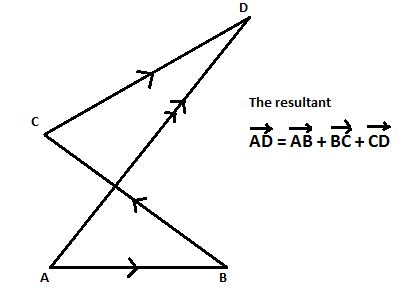 D
C
The resultant
AD = AB + BC + CD
A
B